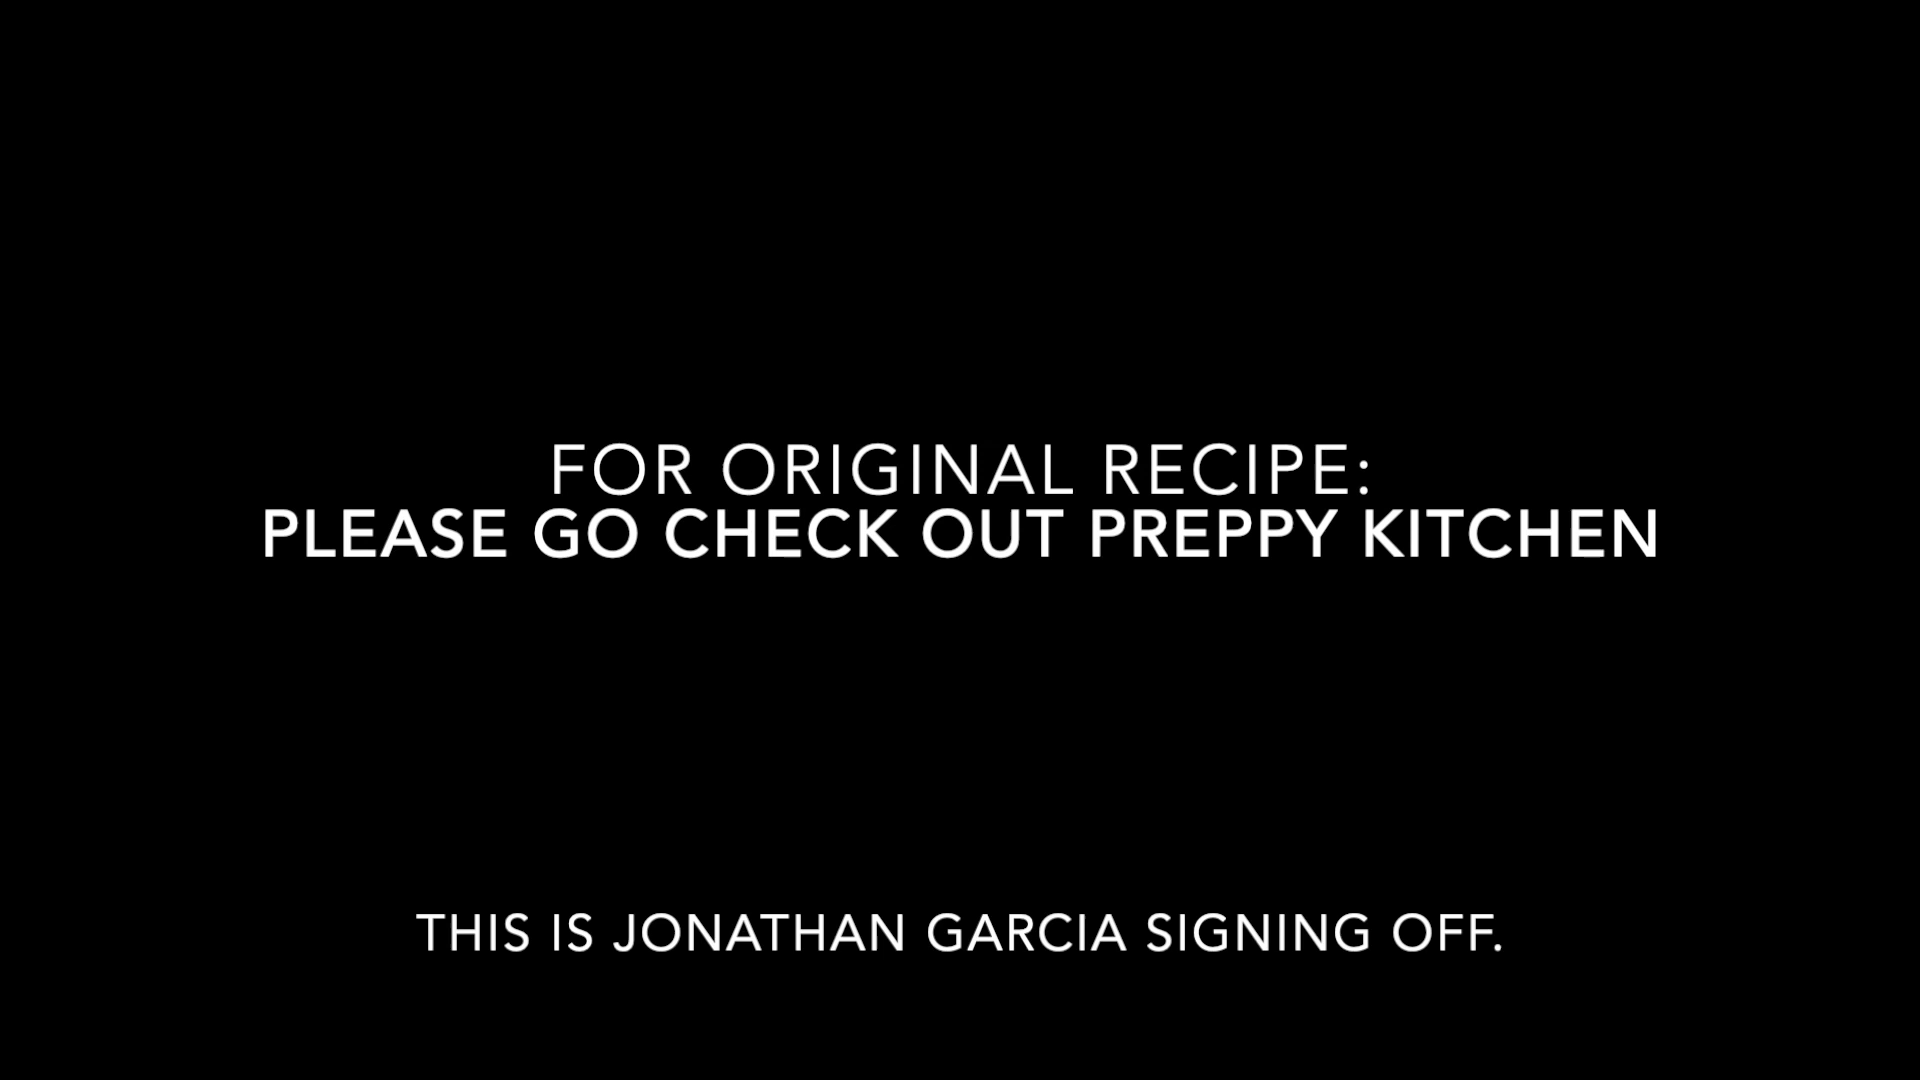 FOR ORIGINAL RECIPE:
PLEASE GO CHECK OUT PREPPY KITCHEN
THIS IS JONATHAN GARCIA SIGNING OFF.